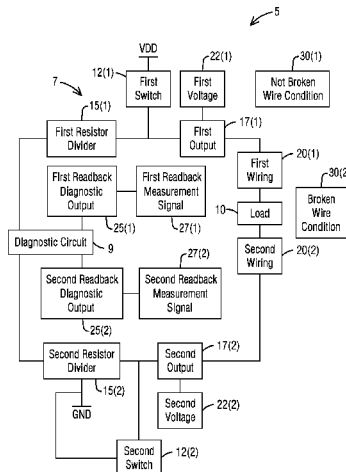 5
VDD
22(1)
30(1)
12(1)
7
First
Switch
First
Voltage
Not Broken
Wire Condition
15(1)
17(1)
First Resistor
Divider
First
Output
20(1)
First Readback
Diagnostic
Output
First Readback
Measurement
Signal
First
Wiring
30(2
10
25(1)
27(1)
Load
Broken
Wire
Condition
Diagnostic Circuit
9
27(2)
Second
Wiring
20(2)
Second Readback
Diagnostic
Output
Second Readback
Measurement
Signal
25(2)
17(2)
Second Resistor
Divider
Second
Output
15(2)
22(2)
GND
Second
Voltage
Second
Switch
12(2)